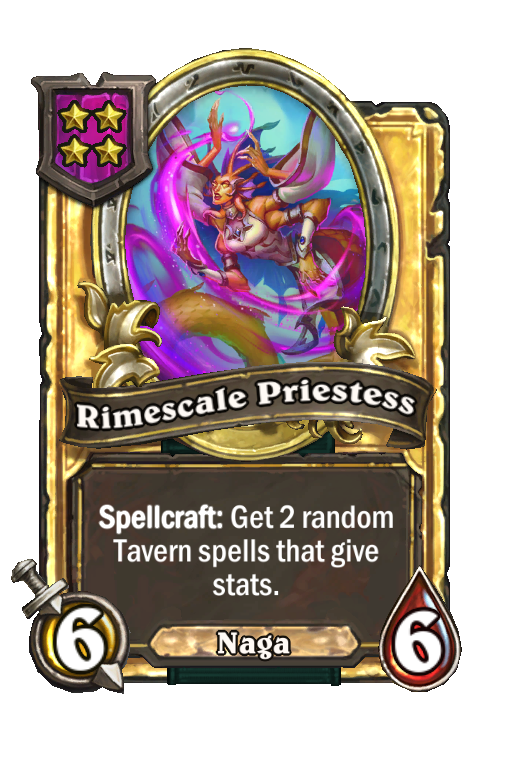 Rimescale Priestess
Spellcraft: Get 2 random
Tavern spells that give
stats.
6
Naga
6